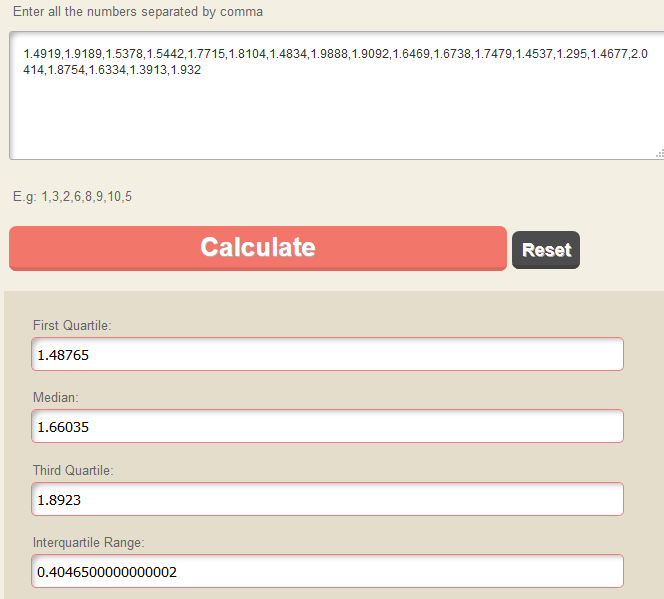 Enter all the numbers separated by comma
1.4919,1.9189,1.5378,1.5442,1.7715,1.8104,1.4834,1.9888,1.9092,1.6469,1.6738,1.7479,1.4537,1.295,1.4677,2.0
414,1.8754,1.6334,1.3913,1.932
E.g: 1,3,2,6,8,9,10,5
Calculate Reset
First Quartile:
1.48765
Median:
1.66035
Third Quartile:
1.8923
Interquartile Range:
0.4046500000000002